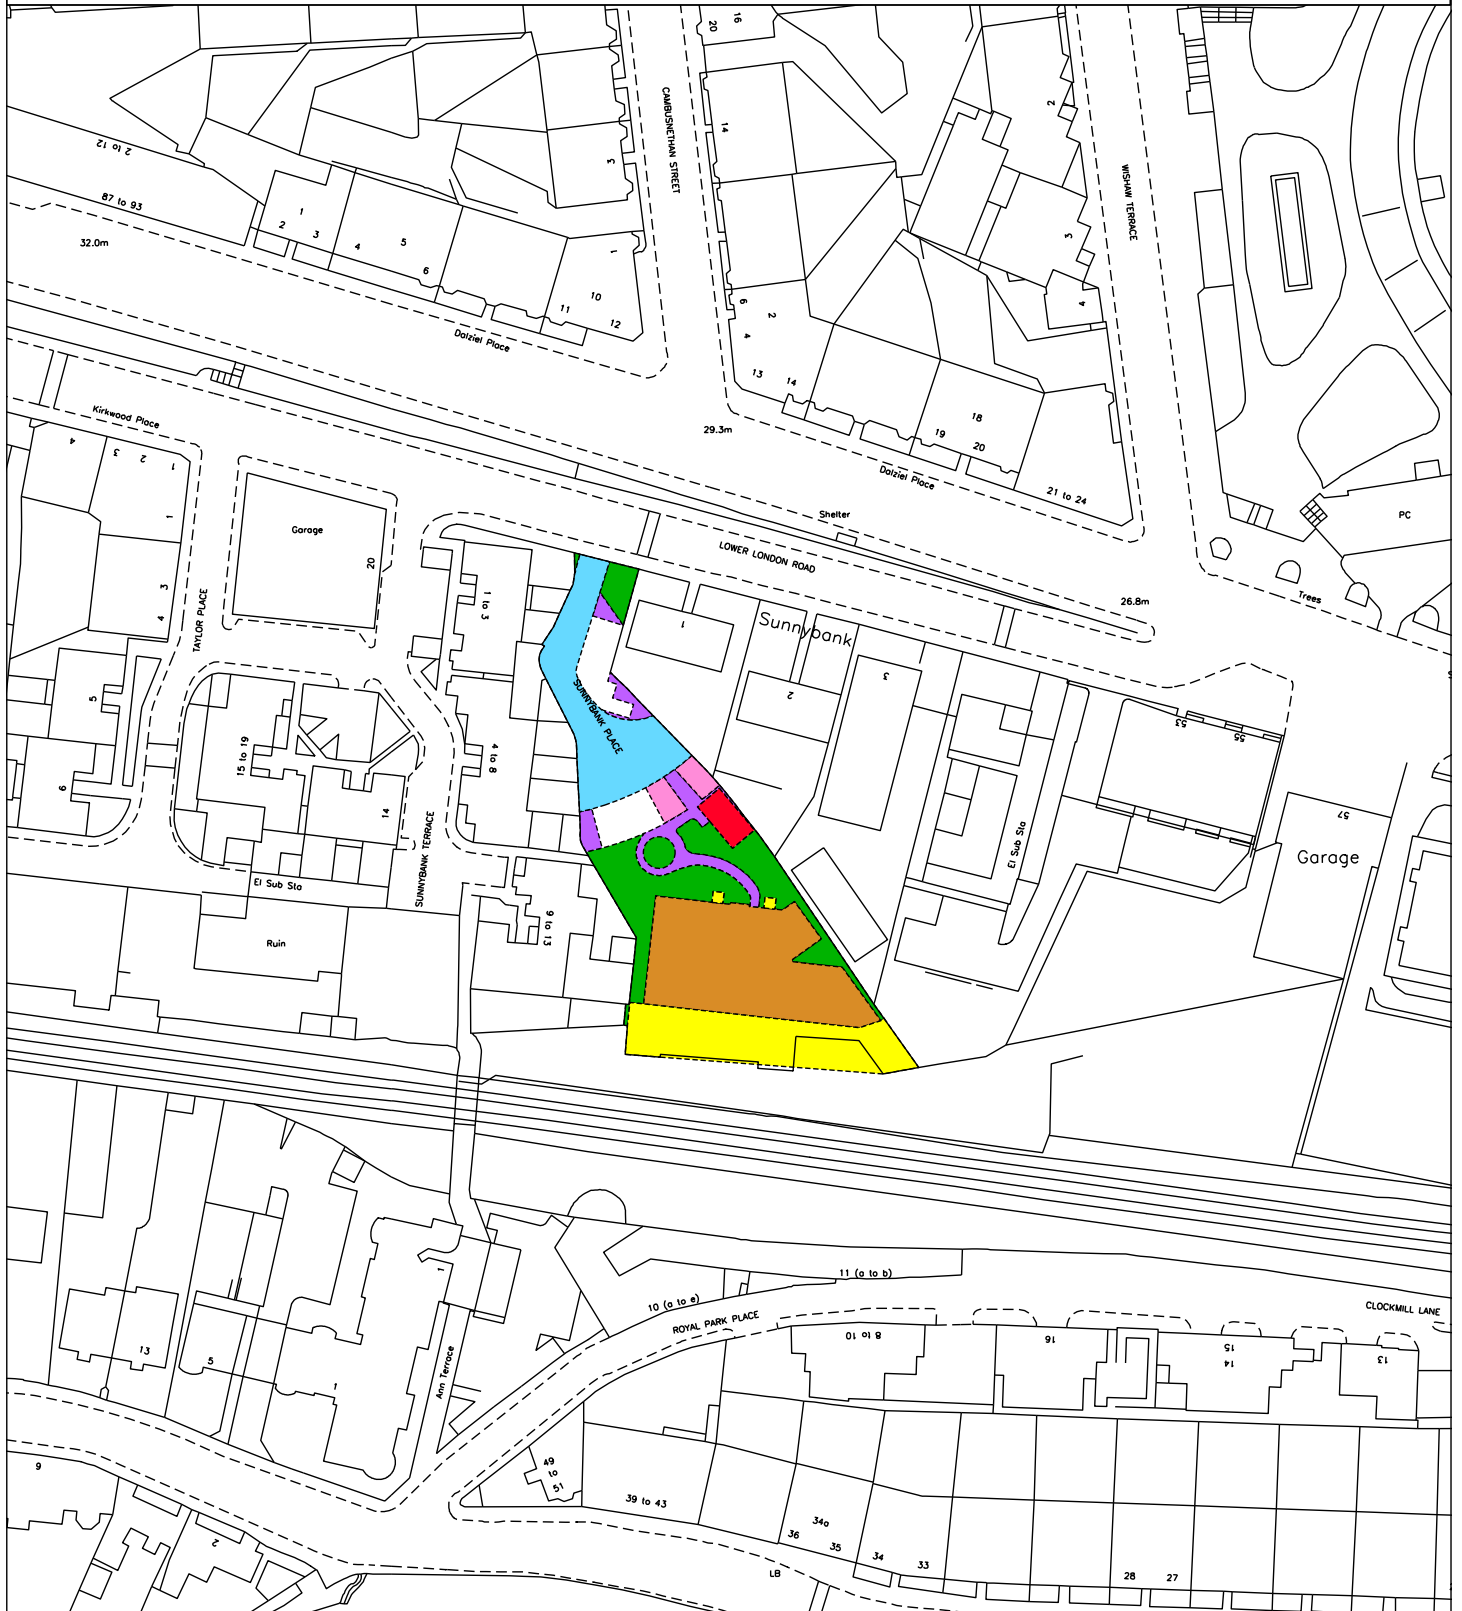 16
20
CAMBUSNETHAN STREET
14
2
3
2 to 12
87 to 93
32.0m
1
2
3
4
5
6
1
10
11
12
Dalziel Place
WISHAW TERRACE
3
4
6
2
4
13
14
18
19
20
29.3m
Dalziel Place
21 to 24
PC
Kirkwood Place
4
3
2
1
1
3
4
Garage
20
TAYLOR PLACE
Shelter
LOWER LONDON ROAD
26.8m
Trees
1 to 3
Sunnybank
1
2
3
SUNNYBANK PLACE
5
6
15 to 19
14
4 to 8
SUNNYBANK TERRACE
53
55
57
Garage
El Sub Sta
El Sub Sta
Ruin
9 to 13
11 (a to b)
10 (a to e)
ROYAL PARK PLACE
CLOCKMILL LANE
8 to 10
16
15
14
13
1
13
5
1
Ann Terrace
9
2
49
to
51
39 to 43
34a
36
35
34
33
LB
28
27